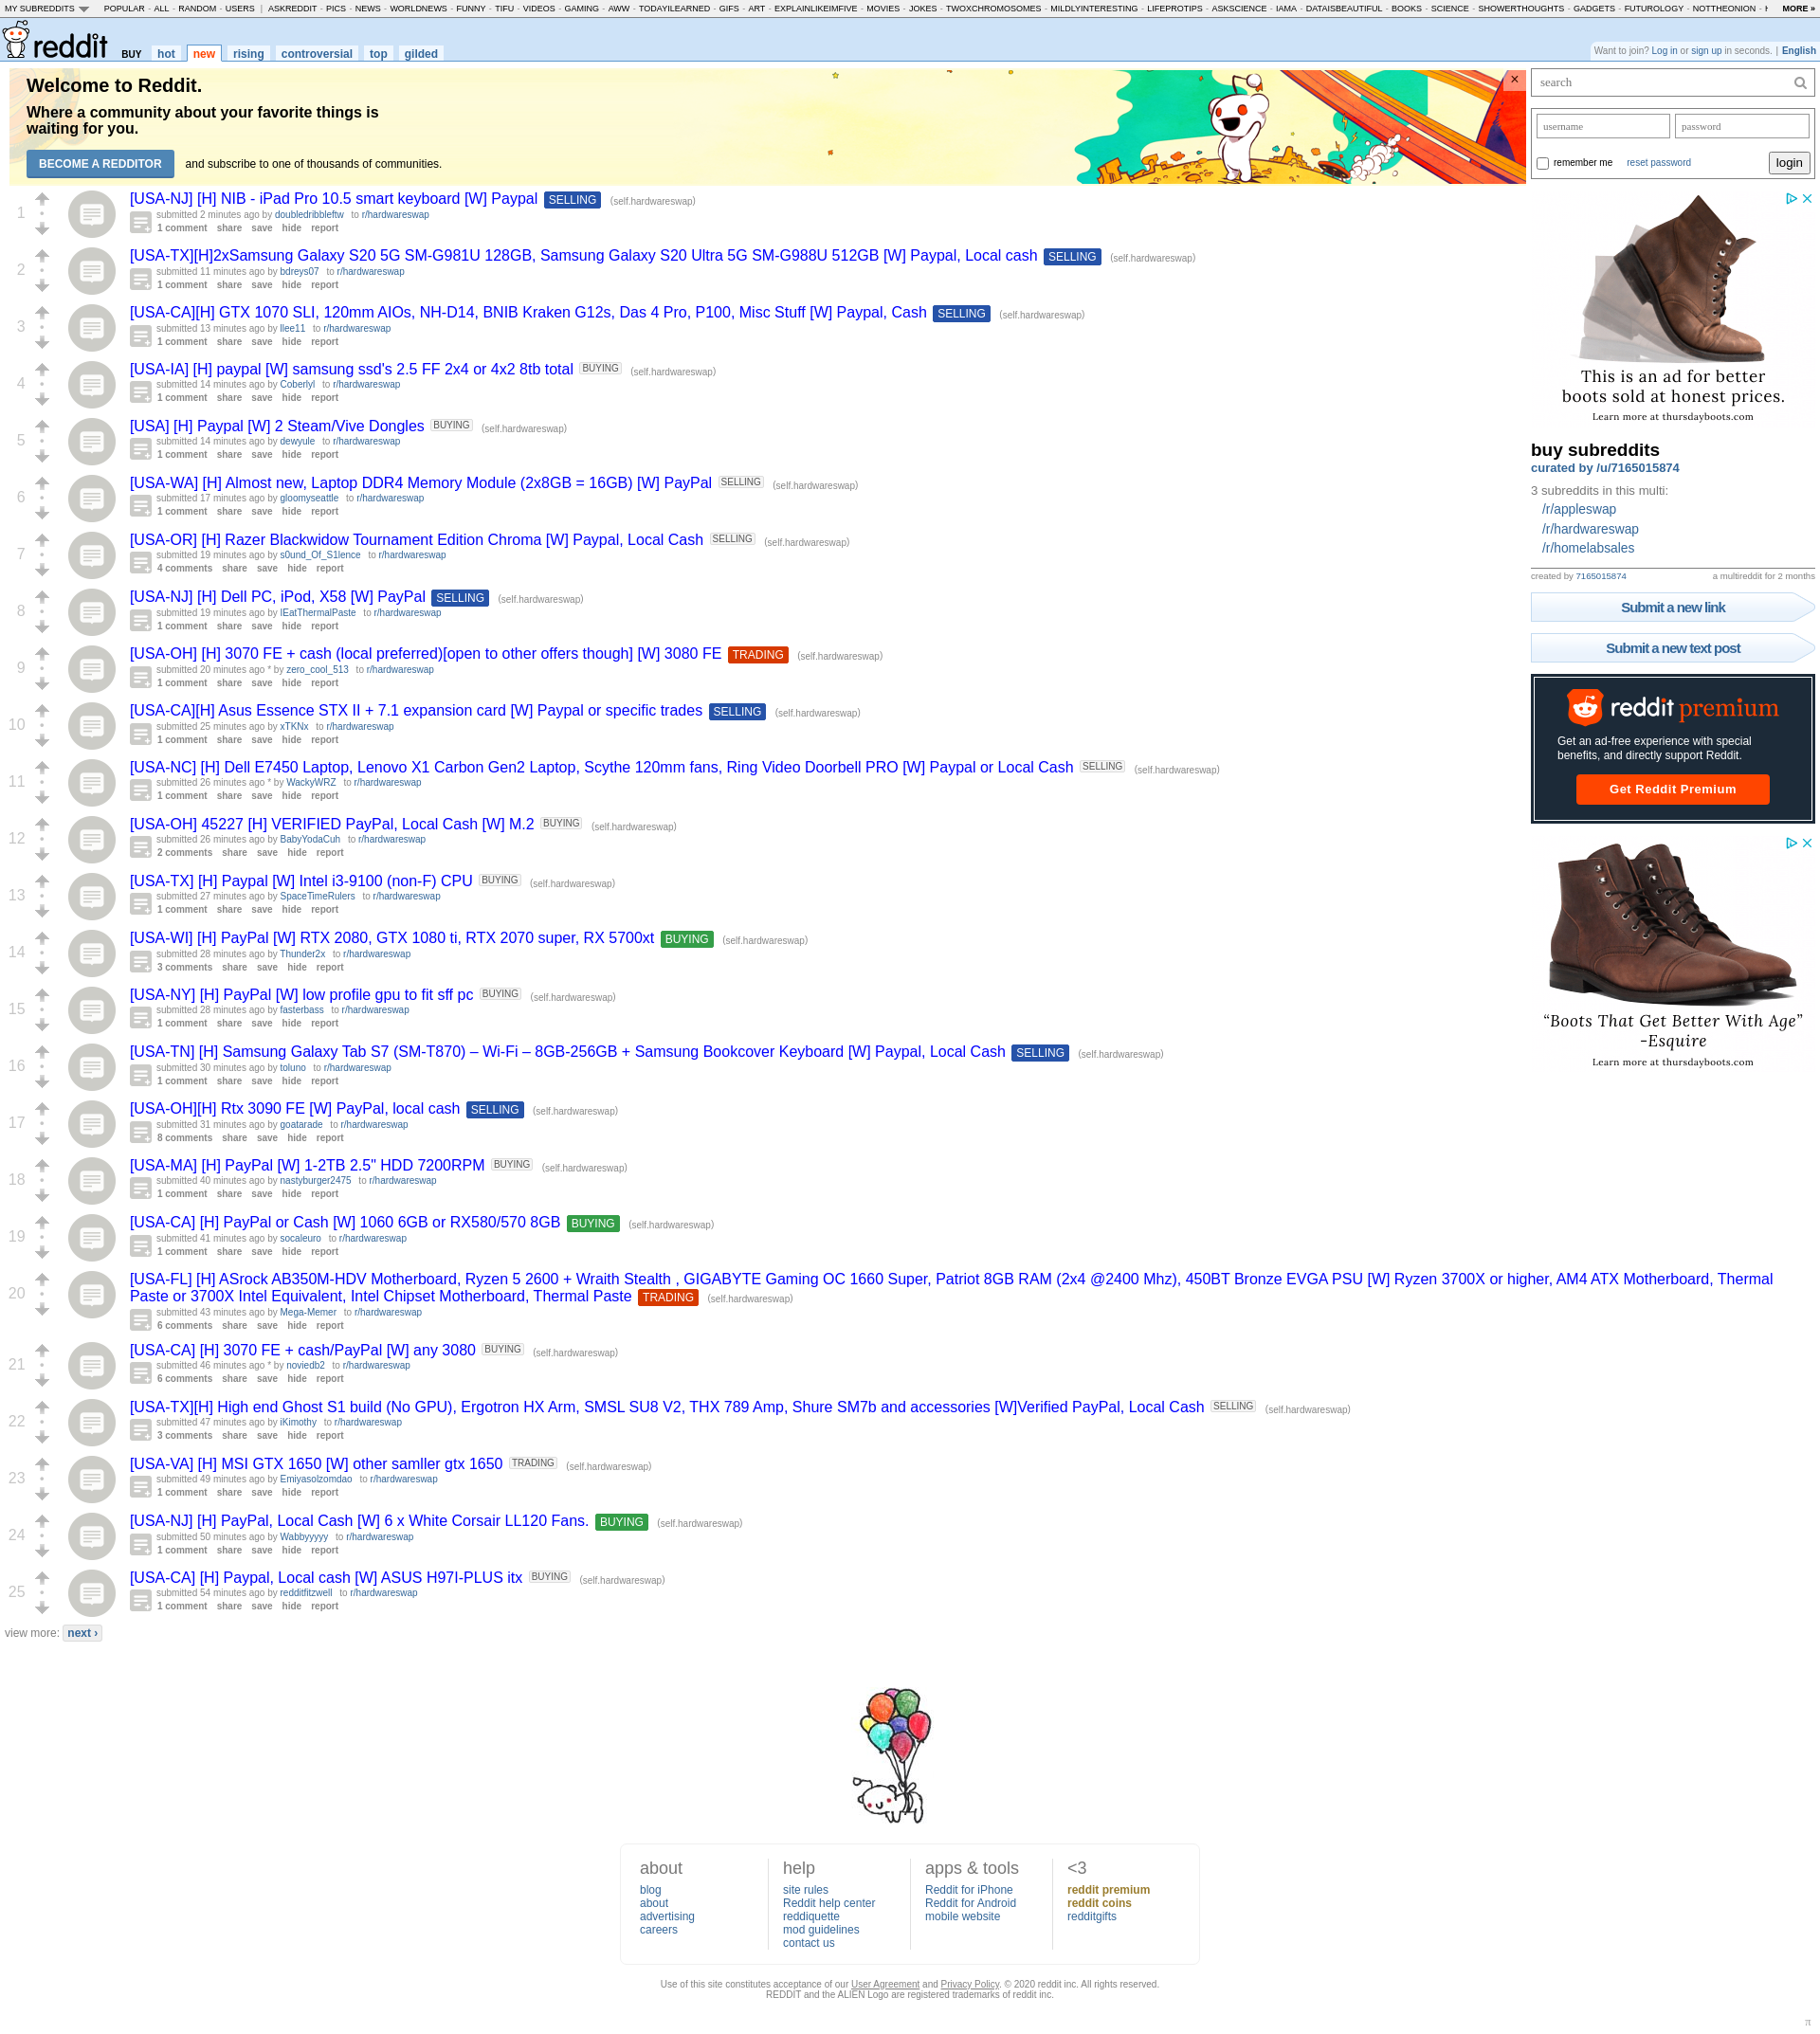 MY SUBREDDITS POPULAR - ALL - RANDOM - USERS | ASKREDDIT - PICS - NEWS - WORLDNEWS - FUNNY - TIFU - VIDEOS - GAMING - AWW - TODAYILEARNED - GIFS - ART - EXPLAINLIKEIMFIVE - MOVIES - JOKES - TWOXCHROMOSOMES - MILDLYINTERESTING - LIFEPROTIPS - ASKSCIENCE - IAMA - DATAISBEAUTIFUL - BOOKS - SCIENCE - SHOWERTHOUGHTS - GADGETS - FUTUROLOGY - NOTTHEONION - MORE »
reddit BUY hot new rising controversial top gilded
Want to join? Log in or sign up in seconds. | English
Welcome to Reddit.
Where a community about your favorite things is
waiting for you.
BECOME A REDDITOR and subscribe to one of thousands of communities.
×
1
[USA-NJ] [H] NIB - iPad Pro 10.5 smart keyboard [W] Paypal SELLING (self.hardwareswap)
submitted 2 minutes ago by doubledribbleftw to r/hardwareswap
1 comment share save hide report
2
[USA-TX][H]2xSamsung Galaxy S20 5G SM-G981U 128GB, Samsung Galaxy S20 Ultra 5G SM-G988U 512GB [W] Paypal, Local cash SELLING (self.hardwareswap)
submitted 11 minutes ago by bdreys07 to r/hardwareswap
1 comment share save hide report
3
[USA-CA][H] GTX 1070 SLI, 120mm AIOs, NH-D14, BNIB Kraken G12s, Das 4 Pro, P100, Misc Stuff [W] Paypal, Cash SELLING (self.hardwareswap)
submitted 13 minutes ago by llee11 to r/hardwareswap
1 comment share save hide report
4
[USA-IA] [H] paypal [W] samsung ssd's 2.5 FF 2x4 or 4x2 8tb total BUYING (self.hardwareswap)
submitted 14 minutes ago by Coberlyl to r/hardwareswap
1 comment share save hide report
5
[USA] [H] Paypal [W] 2 Steam/Vive Dongles BUYING (self.hardwareswap)
submitted 14 minutes ago by dewyule to r/hardwareswap
1 comment share save hide report
6
[USA-WA] [H] Almost new, Laptop DDR4 Memory Module (2x8GB = 16GB) [W] PayPal SELLING (self.hardwareswap)
submitted 17 minutes ago by gloomyseattle to r/hardwareswap
1 comment share save hide report
7
[USA-OR] [H] Razer Blackwidow Tournament Edition Chroma [W] Paypal, Local Cash SELLING (self.hardwareswap)
submitted 19 minutes ago by s0und_Of_S1lence to r/hardwareswap
4 comments share save hide report
8
[USA-NJ] [H] Dell PC, iPod, X58 [W] PayPal SELLING (self.hardwareswap)
submitted 19 minutes ago by IEatThermalPaste to r/hardwareswap
1 comment share save hide report
9
[USA-OH] [H] 3070 FE + cash (local preferred)[open to other offers though] [W] 3080 FE TRADING (self.hardwareswap)
submitted 20 minutes ago * by zero_cool_513 to r/hardwareswap
1 comment share save hide report
10
[USA-CA][H] Asus Essence STX II + 7.1 expansion card [W] Paypal or specific trades SELLING (self.hardwareswap)
submitted 25 minutes ago by xTKNx to r/hardwareswap
1 comment share save hide report
11
[USA-NC] [H] Dell E7450 Laptop, Lenovo X1 Carbon Gen2 Laptop, Scythe 120mm fans, Ring Video Doorbell PRO [W] Paypal or Local Cash SELLING (self.hardwareswap)
submitted 26 minutes ago * by WackyWRZ to r/hardwareswap
1 comment share save hide report
12
[USA-OH] 45227 [H] VERIFIED PayPal, Local Cash [W] M.2 BUYING (self.hardwareswap)
submitted 26 minutes ago by BabyYodaCuh to r/hardwareswap
2 comments share save hide report
13
[USA-TX] [H] Paypal [W] Intel i3-9100 (non-F) CPU BUYING (self.hardwareswap)
submitted 27 minutes ago by SpaceTimeRulers to r/hardwareswap
1 comment share save hide report
14
[USA-WI] [H] PayPal [W] RTX 2080, GTX 1080 ti, RTX 2070 super, RX 5700xt BUYING (self.hardwareswap)
submitted 28 minutes ago by Thunder2x to r/hardwareswap
3 comments share save hide report
15
[USA-NY] [H] PayPal [W] low profile gpu to fit sff pc BUYING (self.hardwareswap)
submitted 28 minutes ago by fasterbass to r/hardwareswap
1 comment share save hide report
16
[USA-TN] [H] Samsung Galaxy Tab S7 (SM-T870) – Wi-Fi – 8GB-256GB + Samsung Bookcover Keyboard [W] Paypal, Local Cash SELLING (self.hardwareswap)
submitted 30 minutes ago by toluno to r/hardwareswap
1 comment share save hide report
17
[USA-OH][H] Rtx 3090 FE [W] PayPal, local cash SELLING (self.hardwareswap)
submitted 31 minutes ago by goatarade to r/hardwareswap
8 comments share save hide report
18
[USA-MA] [H] PayPal [W] 1-2TB 2.5" HDD 7200RPM BUYING (self.hardwareswap)
submitted 40 minutes ago by nastyburger2475 to r/hardwareswap
1 comment share save hide report
19
[USA-CA] [H] PayPal or Cash [W] 1060 6GB or RX580/570 8GB BUYING (self.hardwareswap)
submitted 41 minutes ago by socaleuro to r/hardwareswap
1 comment share save hide report
20
[USA-FL] [H] ASrock AB350M-HDV Motherboard, Ryzen 5 2600 + Wraith Stealth , GIGABYTE Gaming OC 1660 Super, Patriot 8GB RAM (2x4 @2400 Mhz), 450BT Bronze EVGA PSU [W] Ryzen 3700X or higher, AM4 ATX Motherboard, Thermal
Paste or 3700X Intel Equivalent, Intel Chipset Motherboard, Thermal Paste TRADING (self.hardwareswap)
submitted 43 minutes ago by Mega-Memer to r/hardwareswap
6 comments share save hide report
21
[USA-CA] [H] 3070 FE + cash/PayPal [W] any 3080 BUYING (self.hardwareswap)
submitted 46 minutes ago * by noviedb2 to r/hardwareswap
6 comments share save hide report
22
[USA-TX][H] High end Ghost S1 build (No GPU), Ergotron HX Arm, SMSL SU8 V2, THX 789 Amp, Shure SM7b and accessories [W]Verified PayPal, Local Cash SELLING (self.hardwareswap)
submitted 47 minutes ago by iKimothy to r/hardwareswap
3 comments share save hide report
23
[USA-VA] [H] MSI GTX 1650 [W] other samller gtx 1650 TRADING (self.hardwareswap)
submitted 49 minutes ago by Emiyasolzomdao to r/hardwareswap
1 comment share save hide report
24
[USA-NJ] [H] PayPal, Local Cash [W] 6 x White Corsair LL120 Fans. BUYING (self.hardwareswap)
submitted 50 minutes ago by Wabbyyyyy to r/hardwareswap
1 comment share save hide report
25
[USA-CA] [H] Paypal, Local cash [W] ASUS H97I-PLUS itx BUYING (self.hardwareswap)
submitted 54 minutes ago by redditfitzwell to r/hardwareswap
1 comment share save hide report
view more: next ›
search
username password
remember me reset password login
This is an ad for better
boots sold at honest prices.
Learn more at thursdayboots.com
buy subreddits
curated by /u/7165015874
3 subreddits in this multi:
/r/appleswap
/r/hardwareswap
/r/homelabsales
created by 7165015874 a multireddit for 2 months
Submit a new link
Submit a new text post
reddit premium
Get an ad-free experience with special
benefits, and directly support Reddit.
Get Reddit Premium
“Boots That Get Better With Age”
-Esquire
Learn more at thursdayboots.com
about
blog
about
advertising
careers
help
site rules
Reddit help center
reddiquette
mod guidelines
contact us
apps & tools
Reddit for iPhone
Reddit for Android
mobile website
<3
reddit premium
reddit coins
redditgifts
Use of this site constitutes acceptance of our User Agreement and Privacy Policy. © 2020 reddit inc. All rights reserved.
REDDIT and the ALIEN Logo are registered trademarks of reddit inc.
π